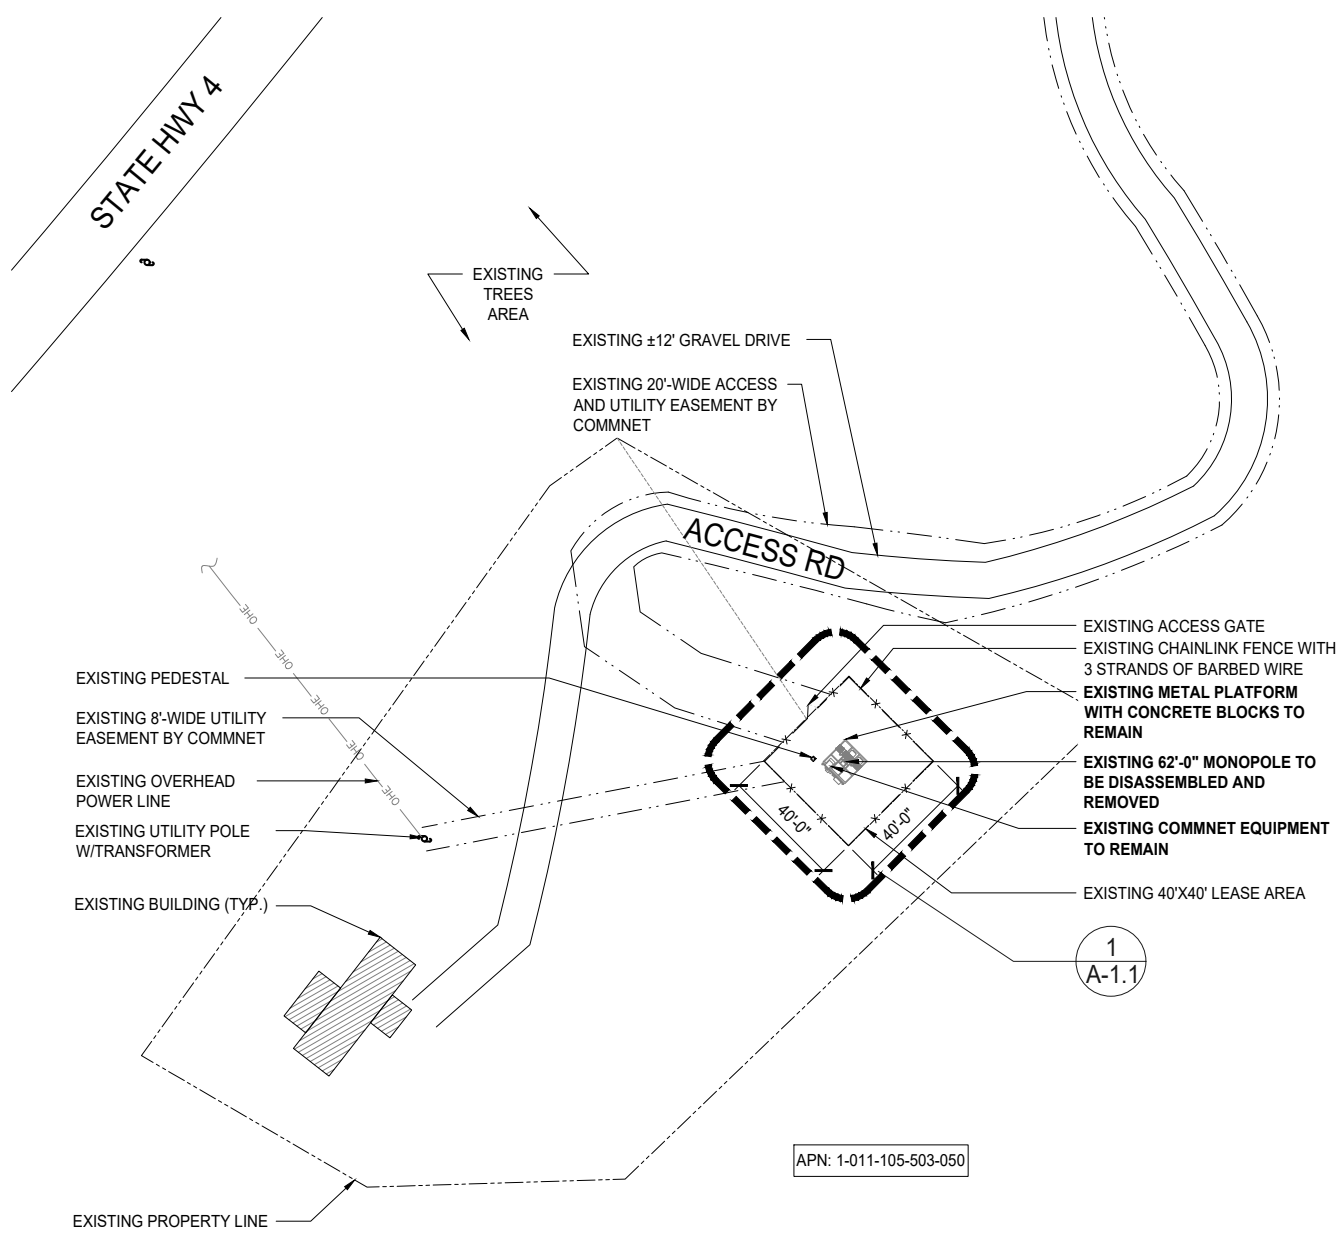 STATE HWY 4
EXISTING
TREES
AREA
EXISTING ±12' GRAVEL DRIVE
EXISTING 20'-WIDE ACCESS
AND UTILITY EASEMENT BY
COMMNET
ACCESS RD
EXISTING ACCESS GATE
EXISTING CHAINLINK FENCE WITH
3 STRANDS OF BARBED WIRE
EXISTING METAL PLATFORM
WITH CONCRETE BLOCKS TO
REMAIN
EXISTING 62'-0" MONOPOLE TO
BE DISASSEMBLED AND
REMOVED
EXISTING COMMNET EQUIPMENT
TO REMAIN
EXISTING 40'X40' LEASE AREA
1
A-1.1
40'-0"
40'-0"
OHE
OHE
OHE
OHE
OHE
EXISTING PEDESTAL
EXISTING 8'-WIDE UTILITY
EASEMENT BY COMMNET
EXISTING OVERHEAD
POWER LINE
EXISTING UTILITY POLE
W/TRANSFORMER
EXISTING BUILDING (TYP.)
APN: 1-011-105-503-050
EXISTING PROPERTY LINE